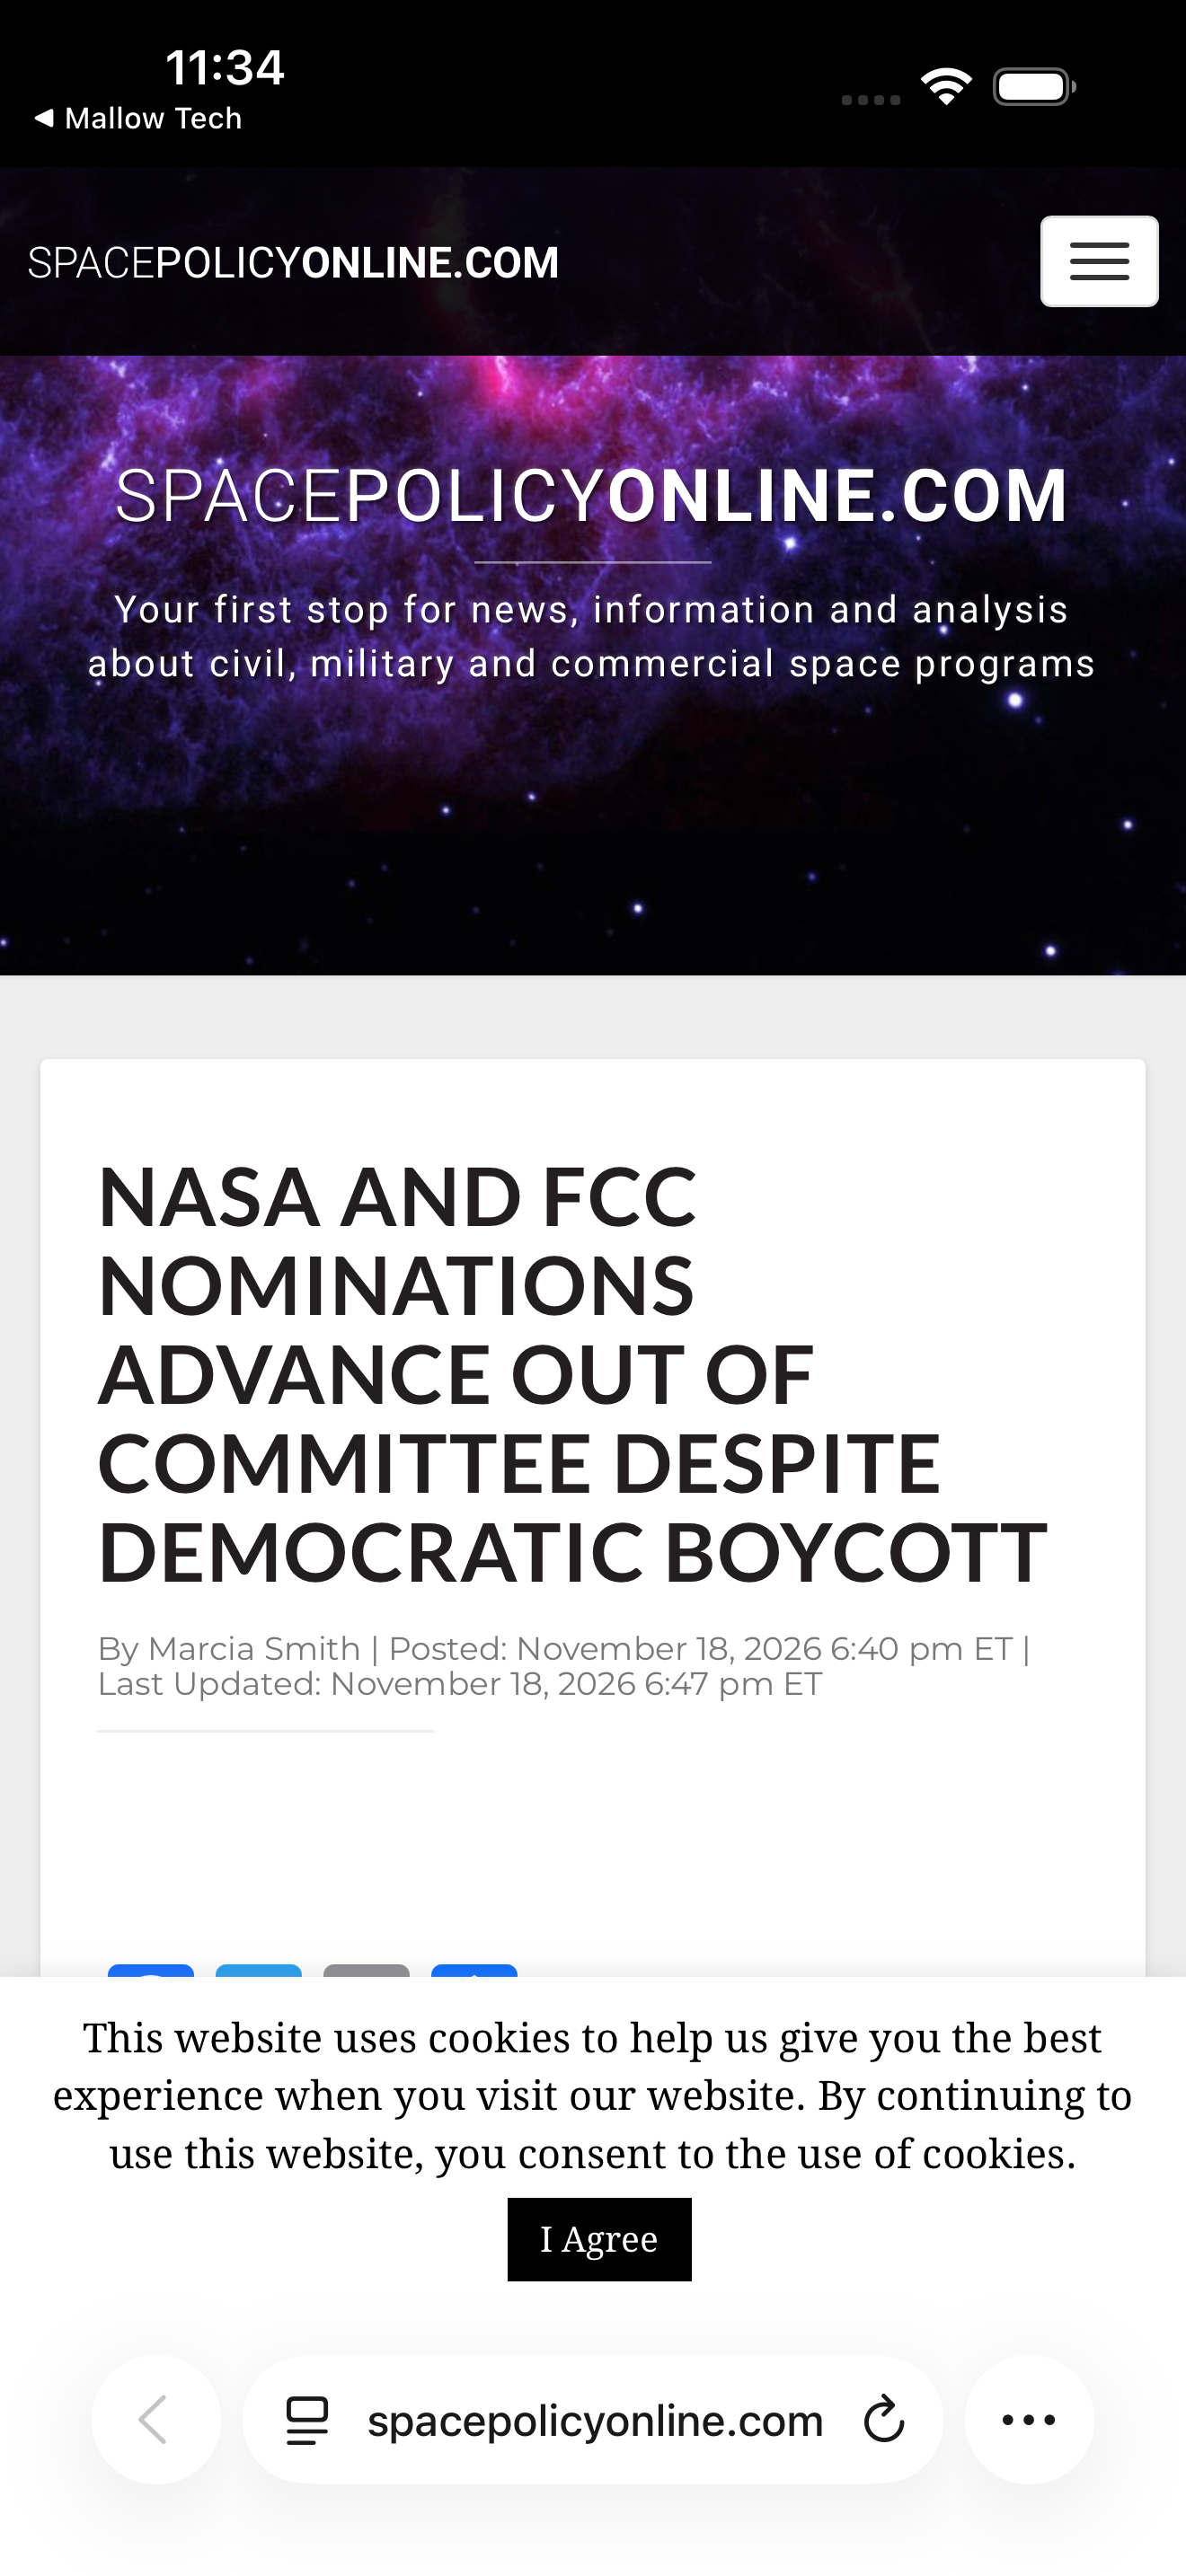 11:34
Mallow Tech
SPACEPOLICYONLINE.COM
SPACEPOLICYONLINE.COM
Your first stop for news, information and analysis
about civil, military and commercial space programs
NASA AND FCC
NOMINATIONS
ADVANCE OUT OF
COMMITTEE DESPITE
DEMOCRATIC BOYCOTT
By Marcia Smith | Posted: November 18, 2026 6:40 pm ET |
Last Updated: November 18, 2026 6:47 pm ET
This website uses cookies to help us give you the best
experience when you visit our website. By continuing to
use this website, you consent to the use of cookies.
I Agree
spacepolicyonline.com